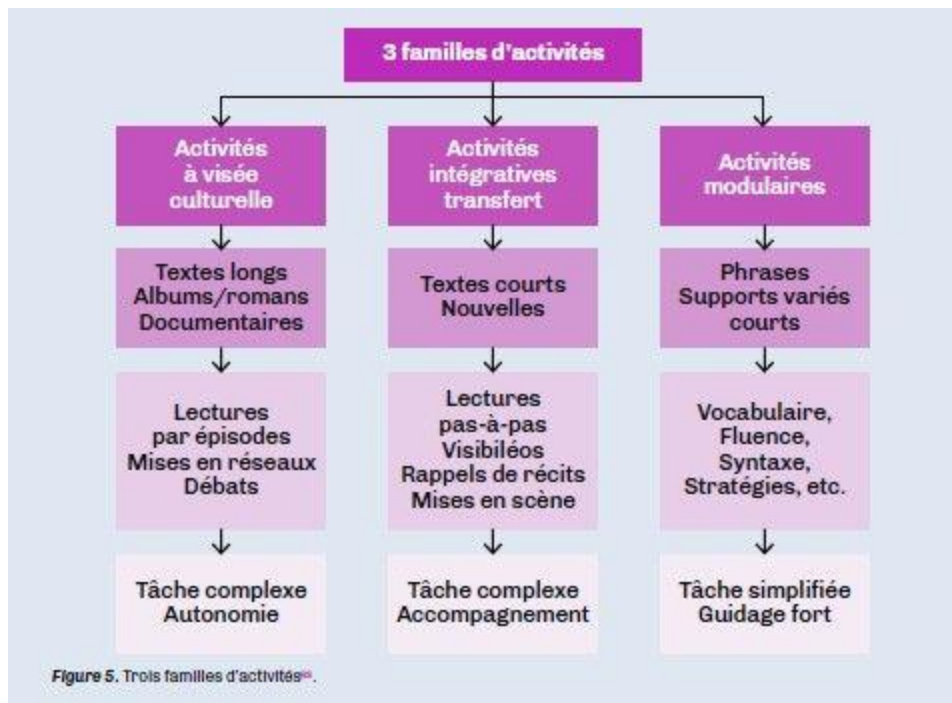 3 familles d'activités
Activités
à visée
culturelle
Activités
intégratives
transfert
Activités
modulaires
Textes longs
Albums/romans
Documentaires
Textes courts
Nouvelles
Phrases
Supports variés
courts
Lectures
par épisodes
Mises en réseaux
Débats
Lectures
pas-à-pas
Visibiléos
Rappels de récits
Mises en scène
Vocabulaire,
Fluence,
Syntaxe,
Stratégies, etc.
Tâche complexe
Autonomie
Tâche complexe
Accompagnement
Tâche simplifiée
Guidage fort
Figure 5. Trois familles d'activités.